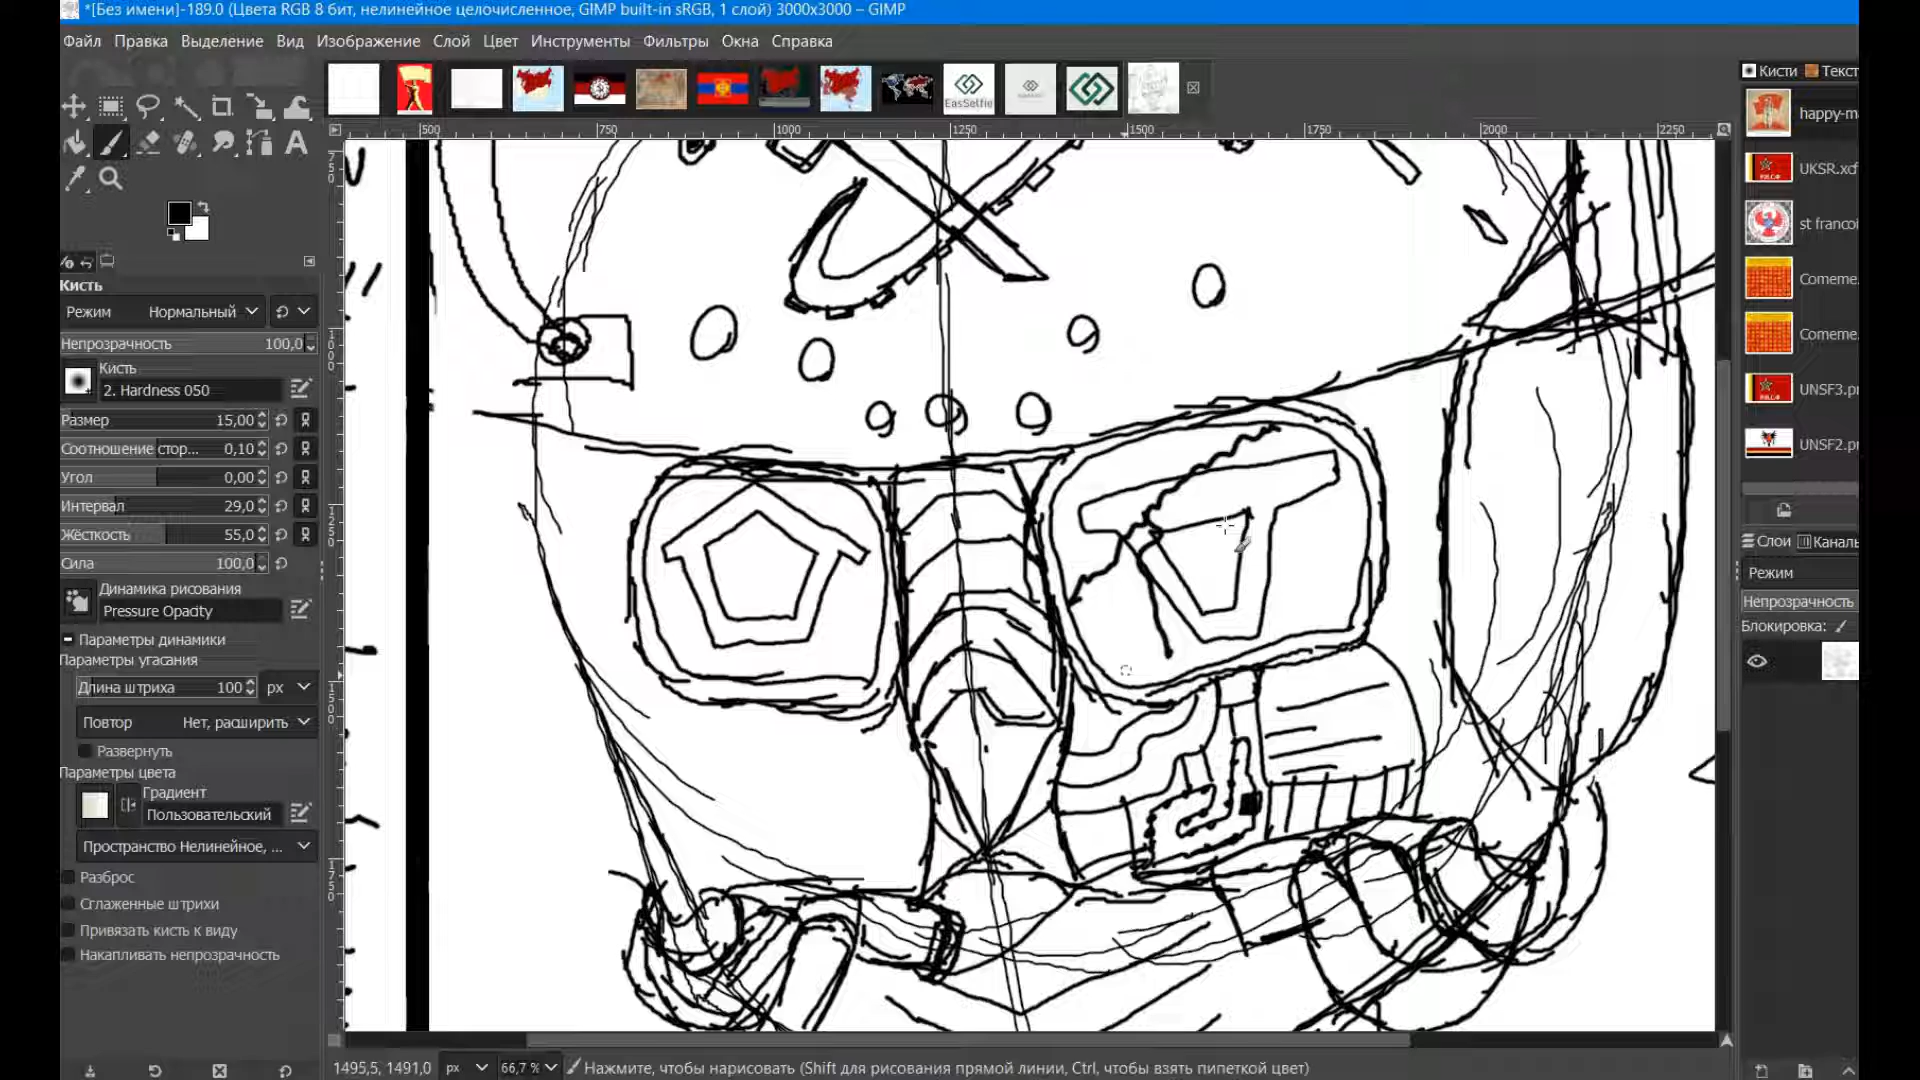 *[Без имени]-189.0 (Цвета RGB 8 бит, нелинейное целочисленное, GIMP built-in sRGB, 1 слой) 3000x3000 – GIMP
Файл Правка Выделение Вид Изображение Слой Цвет Инструменты Фильтры Окна Справка
EasSelfie
500 750 1000 1250 1500 1750 2000 2250
750
1000
1250
1500
1750
Кисть
Режим Нормальный
Непрозрачность 100,0
Кисть
2. Hardness 050
Размер 15,00
Соотношение стор... 0,10
Угол 0,00
Интервал 29,0
Жёсткость 55,0
Сила 100,0
Динамика рисования
Pressure Opacity
Параметры динамики
Параметры угасания
Длина штриха 100 px
Повтор Нет, расширить
Развернуть
Параметры цвета
Градиент
Пользовательский
Пространство Нелинейное, ...
Разброс
Сглаженные штрихи
Привязать кисть к виду
Накапливать непрозрачность
Кисти Текст
happy-m
UKSR.xcf
st francoi
Comeme.
Comeme.
UNSF3.p
UNSF2.p
Слои Каналы
Режим
Непрозрачность
Блокировка:
1495,5, 1491,0 px 66,7 % Нажмите, чтобы нарисовать (Shift для рисования прямой линии, Ctrl, чтобы взять пипеткой цвет)